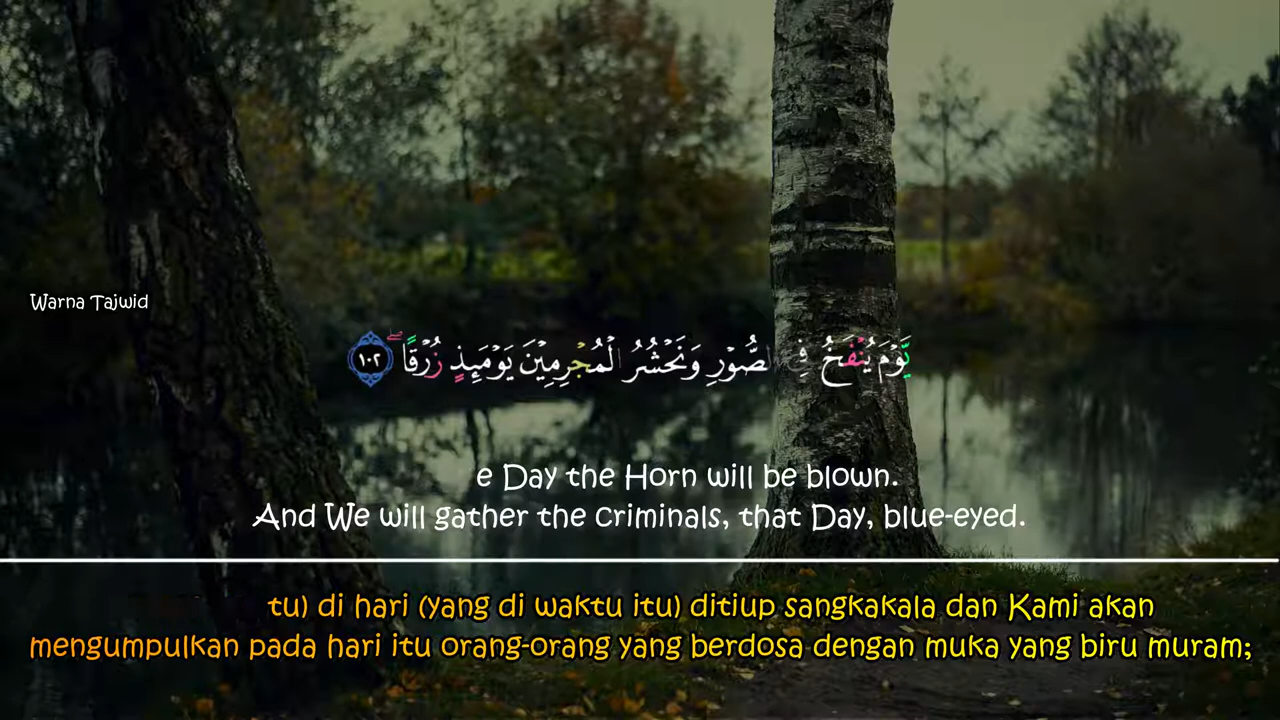 Warna Tajwid
يَّوْمَ يُنْفَخُ فِى الصُّوْرِ وَنَحْشُرُ الْمُجْرِمِيْنَ يَوْمَىِٕذٍ زُرْقًا ۖ ١٠٢
e Day the Horn will be blown.
And We will gather the criminals, that Day, blue-eyed.
tu) di hari (yang di waktu itu) ditiup sangkakala dan Kami akan
mengumpulkan pada hari itu orang-orang yang berdosa dengan muka yang biru muram;